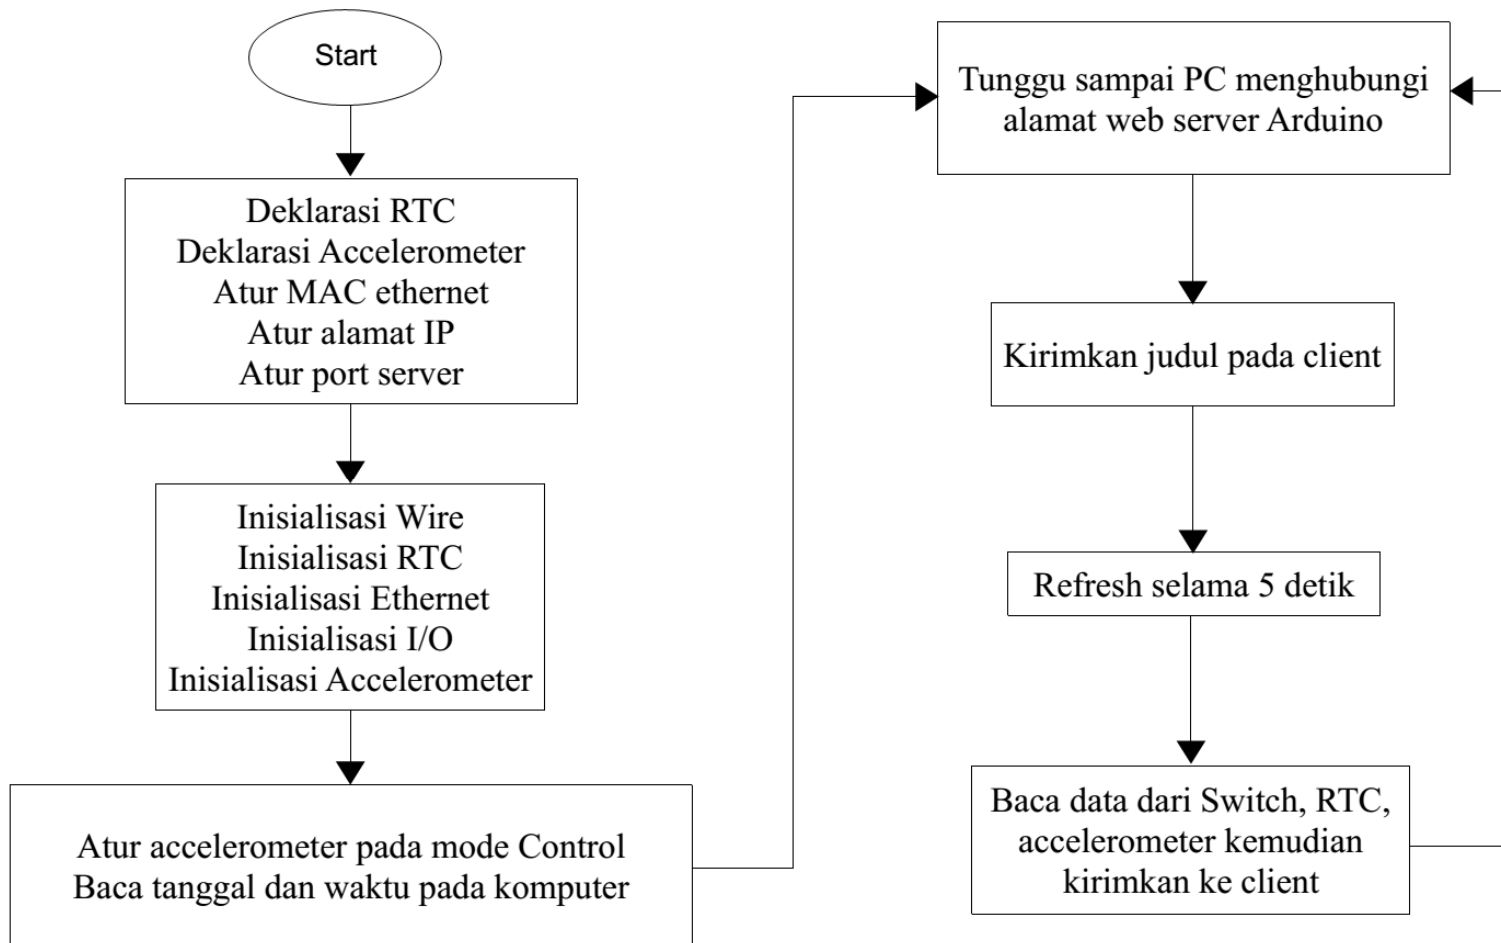 Start
Deklarasi RTC
Deklarasi Accelerometer
Atur MAC ethernet
Atur alamat IP
Atur port server
Inisialisasi Wire
Inisialisasi RTC
Inisialisasi Ethernet
Inisialisasi I/O
Inisialisasi Accelerometer
Atur accelerometer pada mode Control
Baca tanggal dan waktu pada komputer
Tunggu sampai PC menghubungi
alamat web server Arduino
Kirimkan judul pada client
Refresh selama 5 detik
Baca data dari Switch, RTC,
accelerometer kemudian
kirimkan ke client